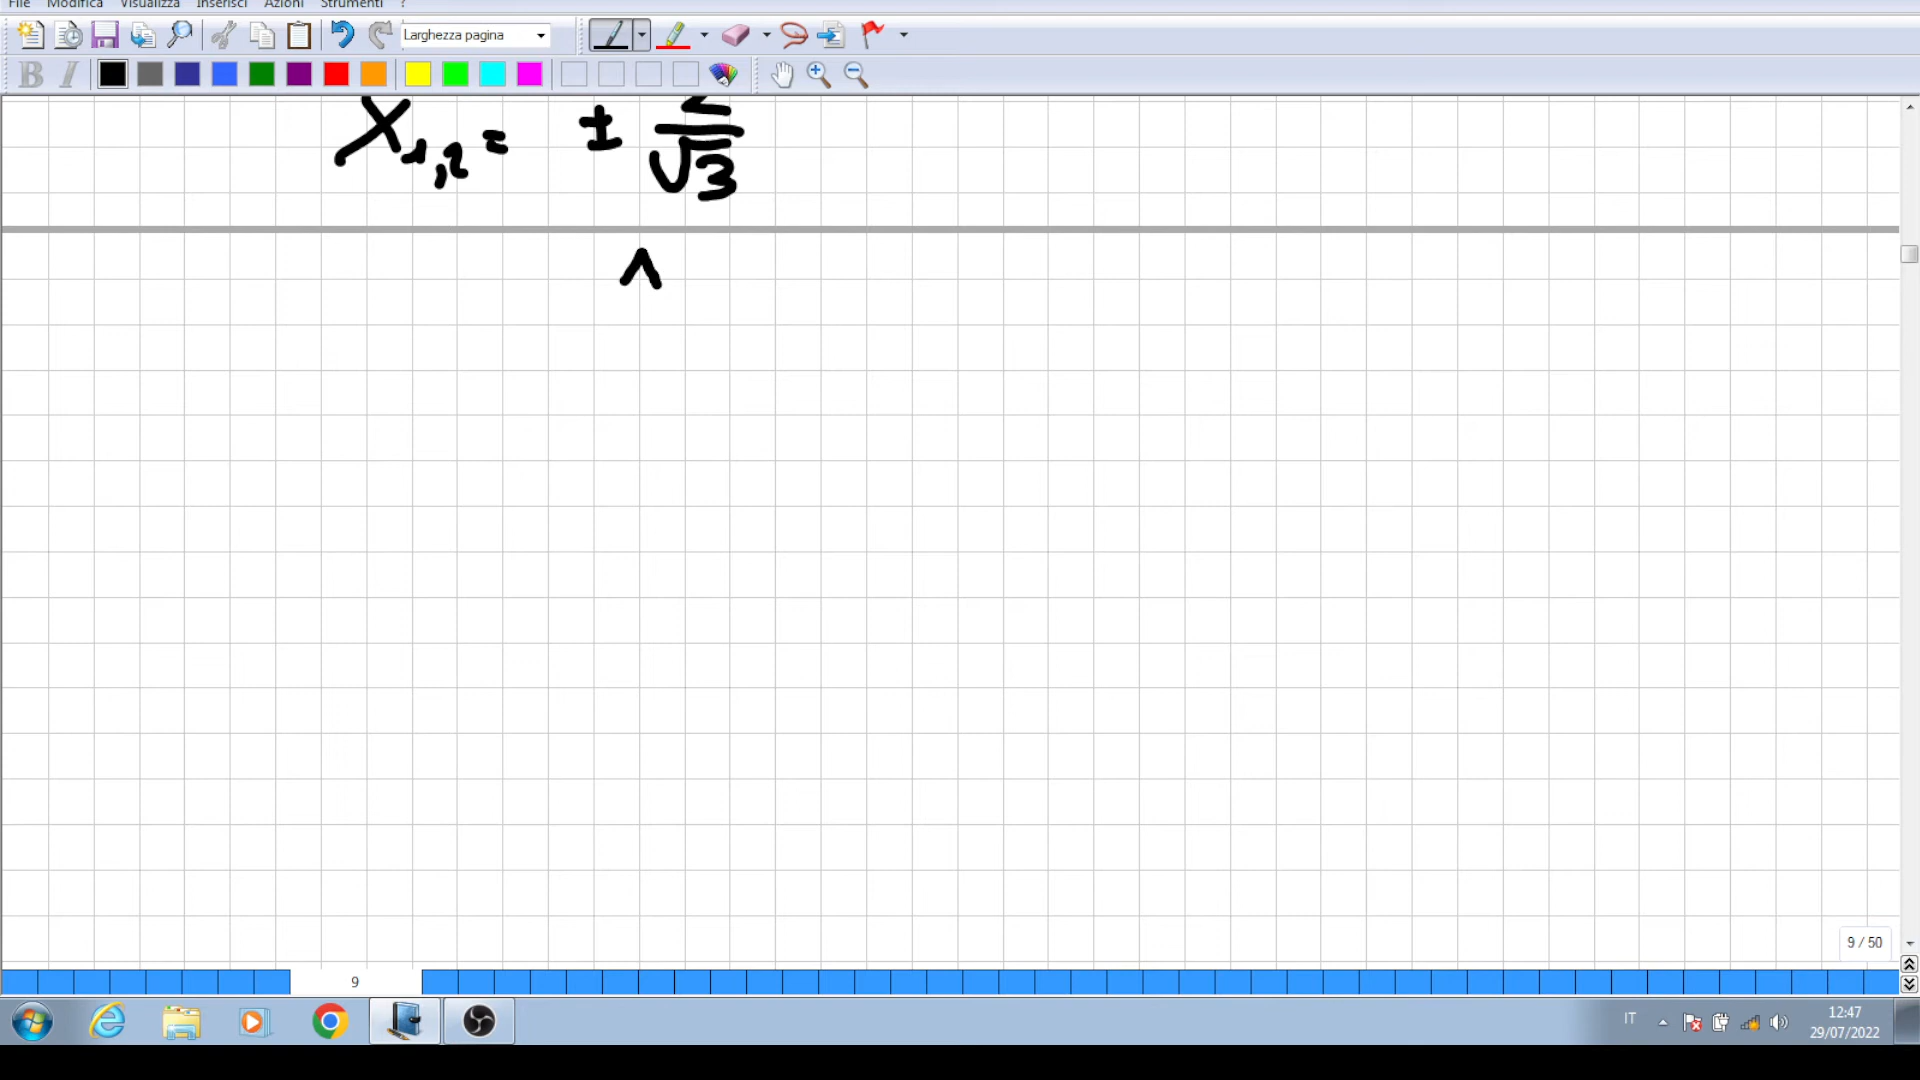 File Modifica Visualizza Inserisci Azioni Strumenti ?
Larghezza pagina
B I
X1,2 = ± 2/√3
^
9 / 50
9
IT
12:47
29/07/2022